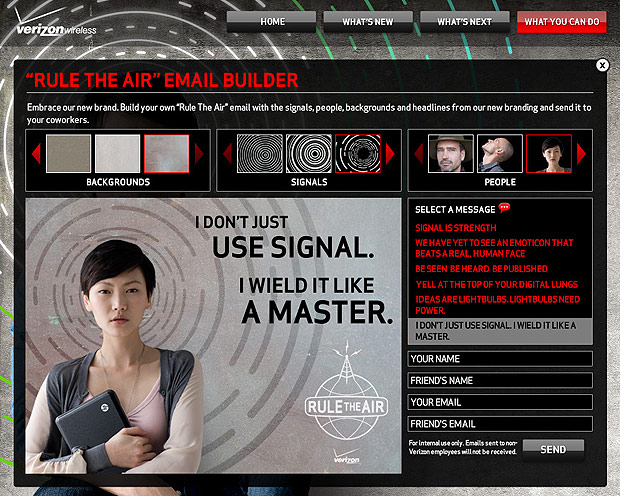 verizonwireless
HOME
WHAT'S NEW
WHAT'S NEXT
WHAT YOU CAN DO
x
“RULE THE AIR” EMAIL BUILDER
Embrace our new brand. Build your own “Rule The Air” email with the signals, people, backgrounds and headlines from our new branding and send it to
your coworkers.
BACKGROUNDS
SIGNALS
PEOPLE
I DON'T JUST
USE SIGNAL.
I WIELD IT LIKE
A MASTER.
hp
RULE THE AIR
verizon
SELECT A MESSAGE
SIGNAL IS STRENGTH
WE HAVE YET TO SEE AN EMOTICON THAT
BEATS A REAL, HUMAN FACE
BE SEEN. BE HEARD. BE PUBLISHED
YELL AT THE TOP OF YOUR DIGITAL LUNGS
IDEAS ARE LIGHTBULBS. LIGHTBULBS NEED
POWER.
I DON'T JUST USE SIGNAL. I WIELD IT LIKE A
MASTER.
YOUR NAME
FRIEND'S NAME
YOUR EMAIL
FRIEND'S EMAIL
For internal use only. Emails sent to non-
Verizon employees will not be received.
SEND